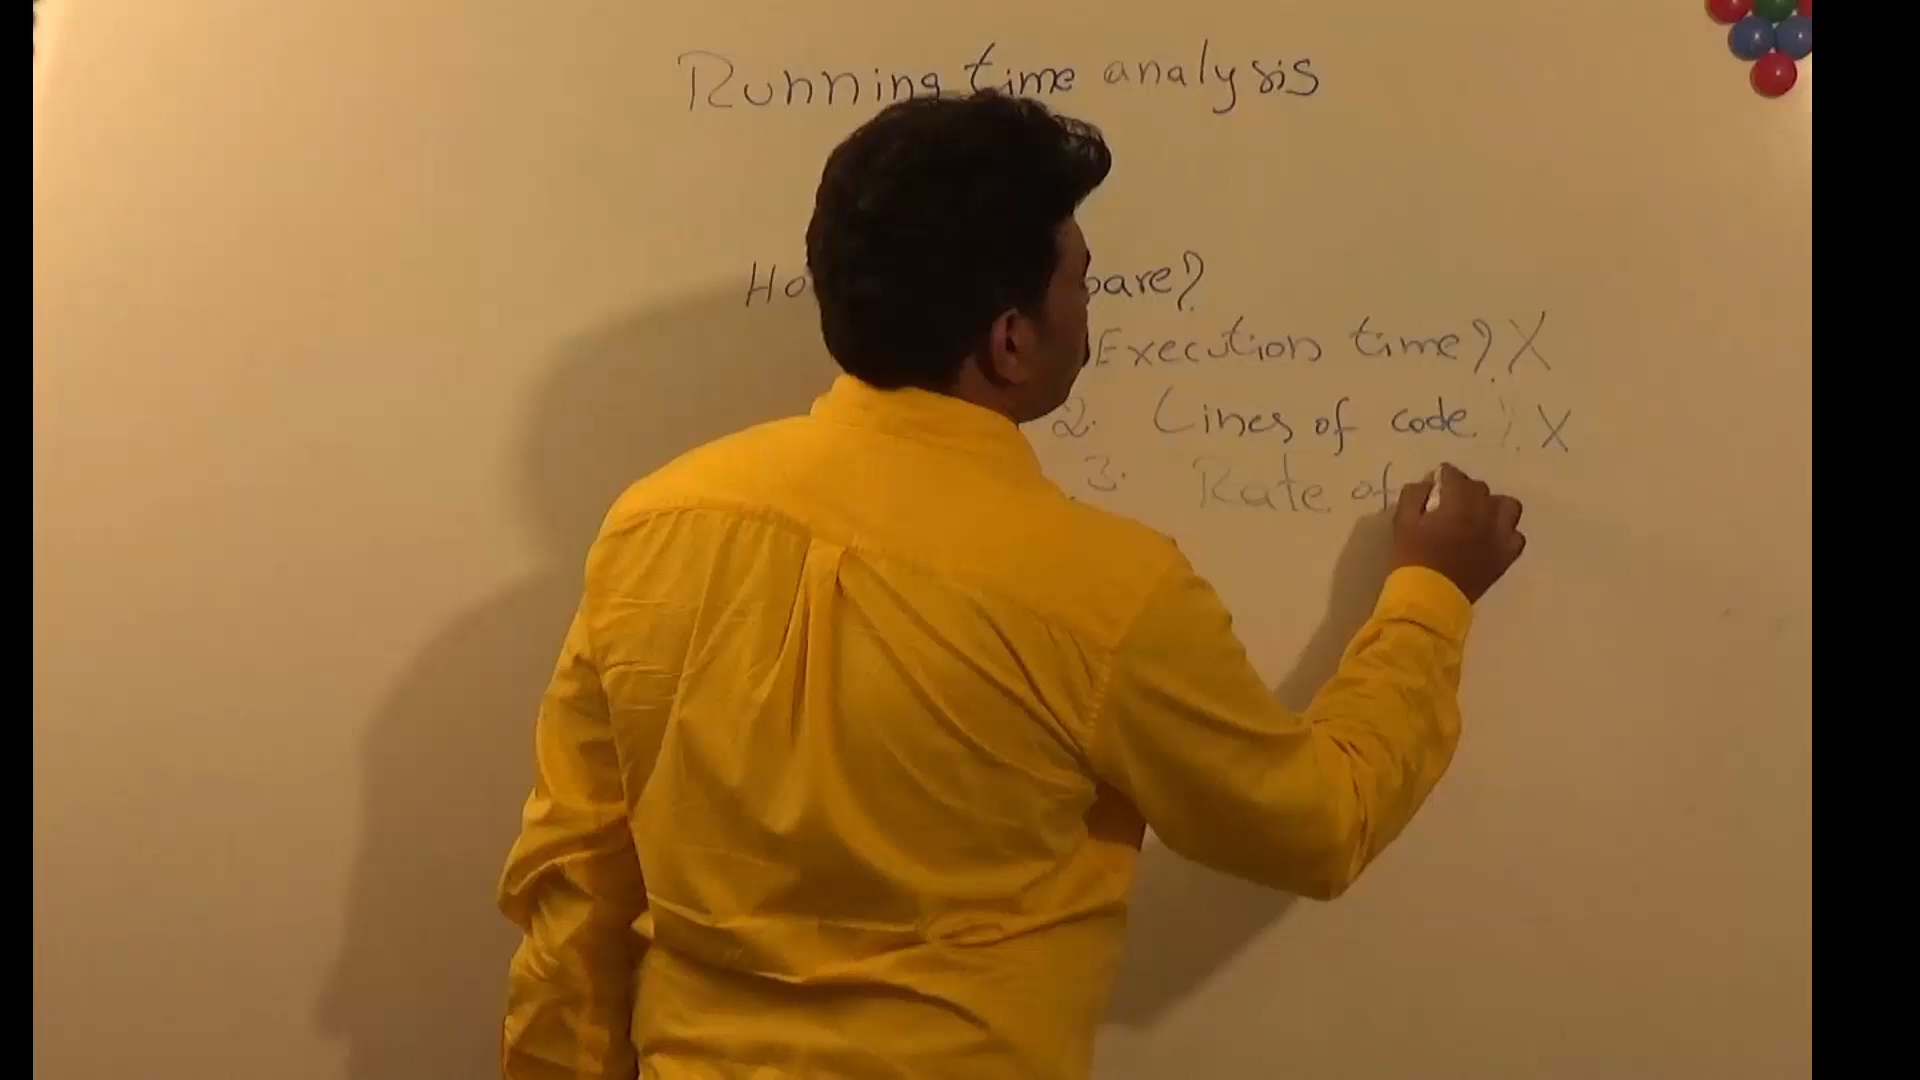 Running time analysis
Ho pare?
Execution time? X
2. Lines of code ? X
3. Rate of